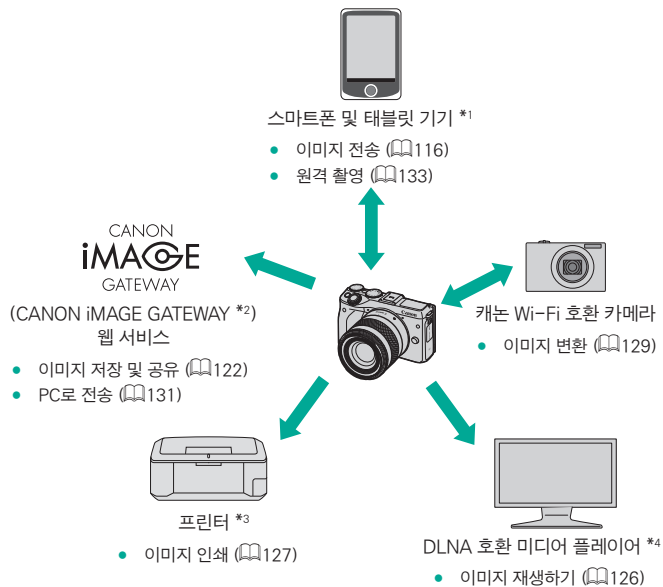 스마트폰 및 태블릿 기기 *1
• 이미지 전송 (116)
• 원격 촬영 (133)
CANON
iMAGE
GATEWAY
(CANON iMAGE GATEWAY *2)
웹 서비스
• 이미지 저장 및 공유 (122)
• PC로 전송 (131)
Canon
캐논 Wi-Fi 호환 카메라
• 이미지 변환 (129)
프린터 *3
• 이미지 인쇄 (127)
DLNA 호환 미디어 플레이어 *4
• 이미지 재생하기 (126)